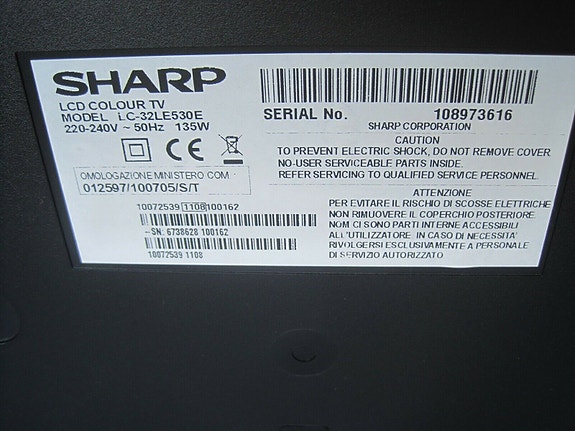 SHARP
LCD COLOUR TV
MODEL LC-32LE530E
220-240V ~ 50Hz 135W
CE
OMOLOGAZIONE MINISTERO COM.
012597/100705/S/T
SERIAL No. 108973616
SHARP CORPORATION
CAUTION
TO PREVENT ELECTRIC SHOCK, DO NOT REMOVE COVER.
NO-USER SERVICEABLE PARTS INSIDE.
REFER SERVICING TO QUALIFIED SERVICE PERSONNEL.
ATTENZIONE
PER EVITARE IL RISCHIO DI SCOSSE ELETTRICHE
NON RIMUOVERE IL COPERCHIO POSTERIORE.
NOM CI SONO PARTI INTERNE ACCESSIBILI
ALL'UTILIZZATORE. IN CASO DI NECESSITA'
RIVOLGERSI ESCLUSIVAMENTE A PERSONALE
DI SERVIZIO AUTORIZZATO.
10072539 1108 100162
-SN: 6738628 100162
10072539 1108